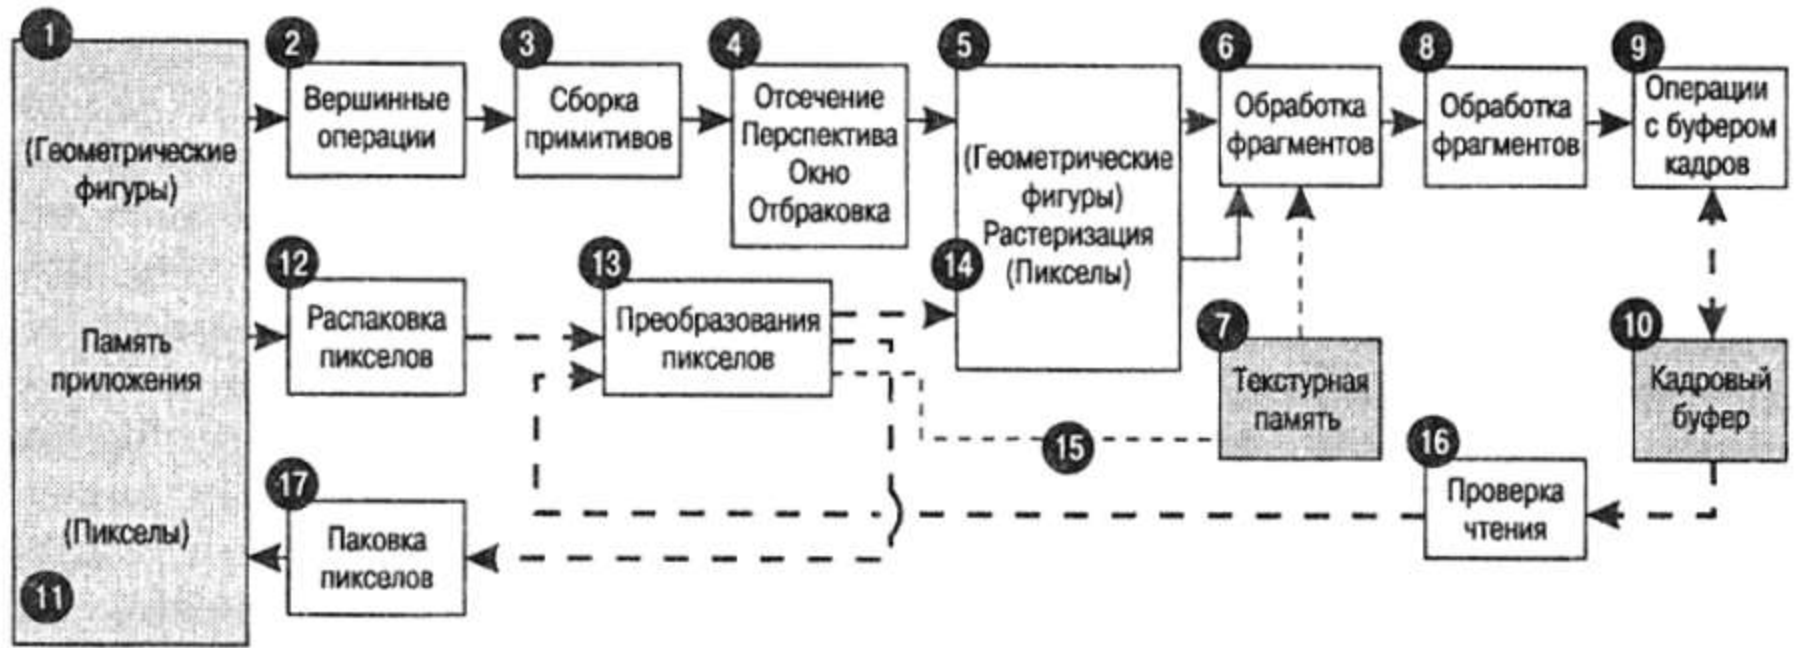 1
(Геометрические
фигуры)
Память
приложения
(Пикселы)
11
2
Вершинные
операции
3
Сборка
примитивов
4
Отсечение
Перспектива
Окно
Отбраковка
5
(Геометрические
фигуры)
Растеризация
(Пикселы)
14
6
Обработка
фрагментов
8
Обработка
фрагментов
9
Операции
с буфером
кадров
12
Распаковка
пикселов
13
Преобразования
пикселов
7
Текстурная
память
10
Кадровый
буфер
15
16
Проверка
чтения
17
Паковка
пикселов